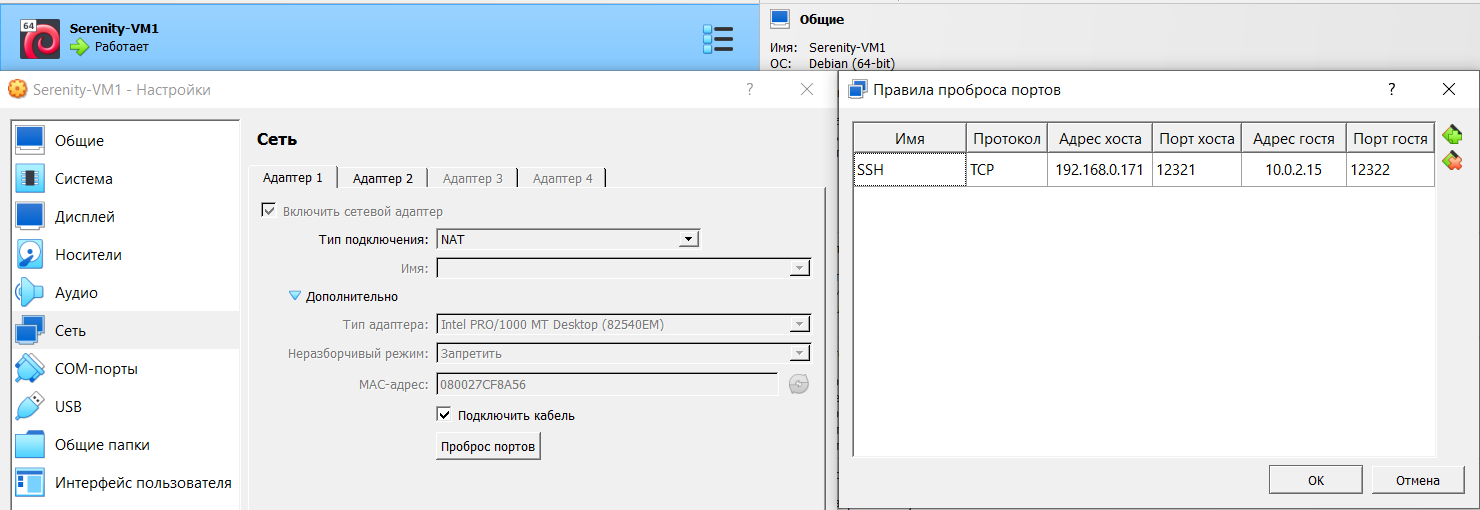 64
Serenity-VM1
Работает
Общие
Имя: Serenity-VM1
ОС: Debian (64-bit)
Serenity-VM1 - Настройки
?
Общие
Система
Дисплей
Носители
Аудио
Сеть
COM-порты
USB
Общие папки
Интерфейс пользователя
Сеть
Адаптер 1 Адаптер 2 Адаптер 3 Адаптер 4
Включить сетевой адаптер
Тип подключения: NAT
Имя:
Дополнительно
Тип адаптера: Intel PRO/1000 MT Desktop (82540EM)
Неразборчивый режим: Запретить
MAC-адрес: 080027CF8A56
Подключить кабель
Проброс портов
Правила проброса портов
?
Имя Протокол Адрес хоста Порт хоста Адрес гостя Порт гостя
SSH TCP 192.168.0.171 12321 10.0.2.15 12322
OK Отмена